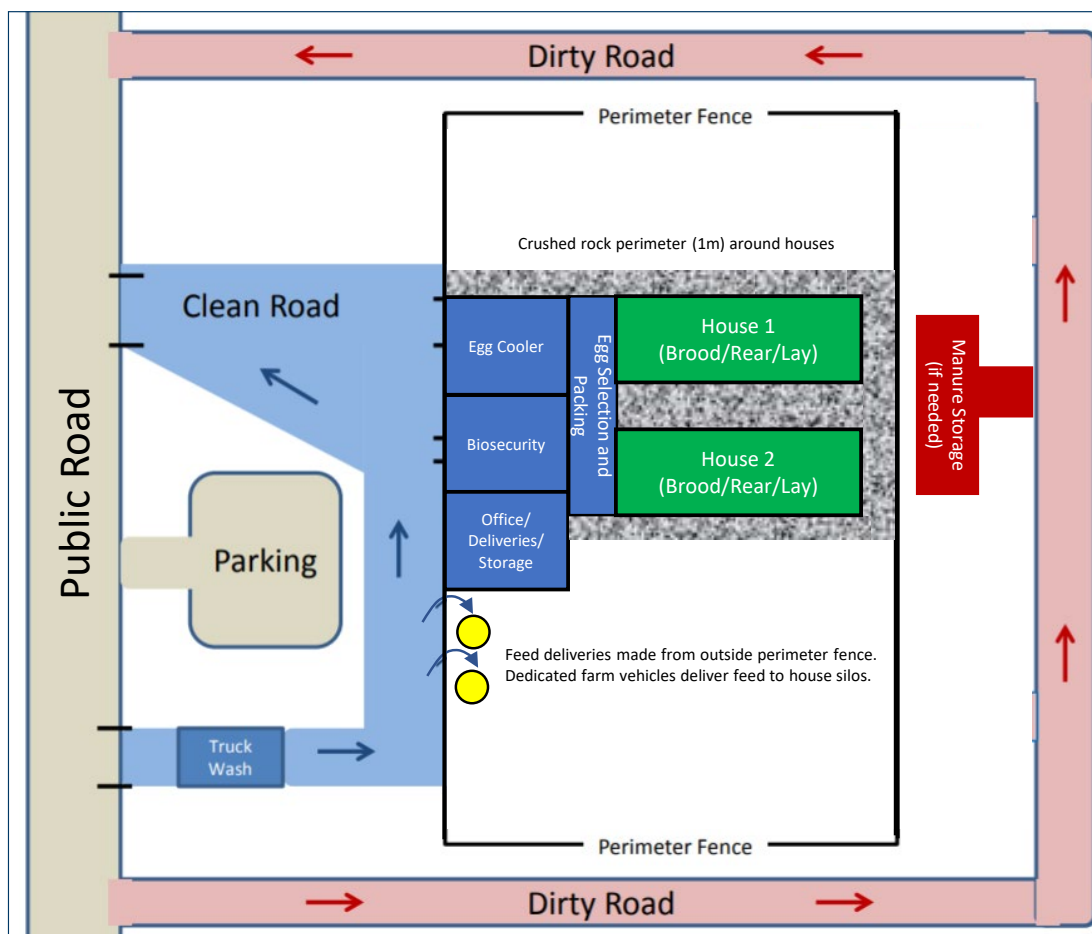 Dirty Road
Perimeter Fence
Crushed rock perimeter (1m) around houses
Clean Road
Egg Cooler
Egg Selection and
Packing
House 1
(Brood/Rear/Lay)
Manure Storage
(if needed)
Biosecurity
House 2
(Brood/Rear/Lay)
Public Road
Parking
Office/
Deliveries/
Storage
Feed deliveries made from outside perimeter fence.
Dedicated farm vehicles deliver feed to house silos.
Truck
Wash
Perimeter Fence
Dirty Road